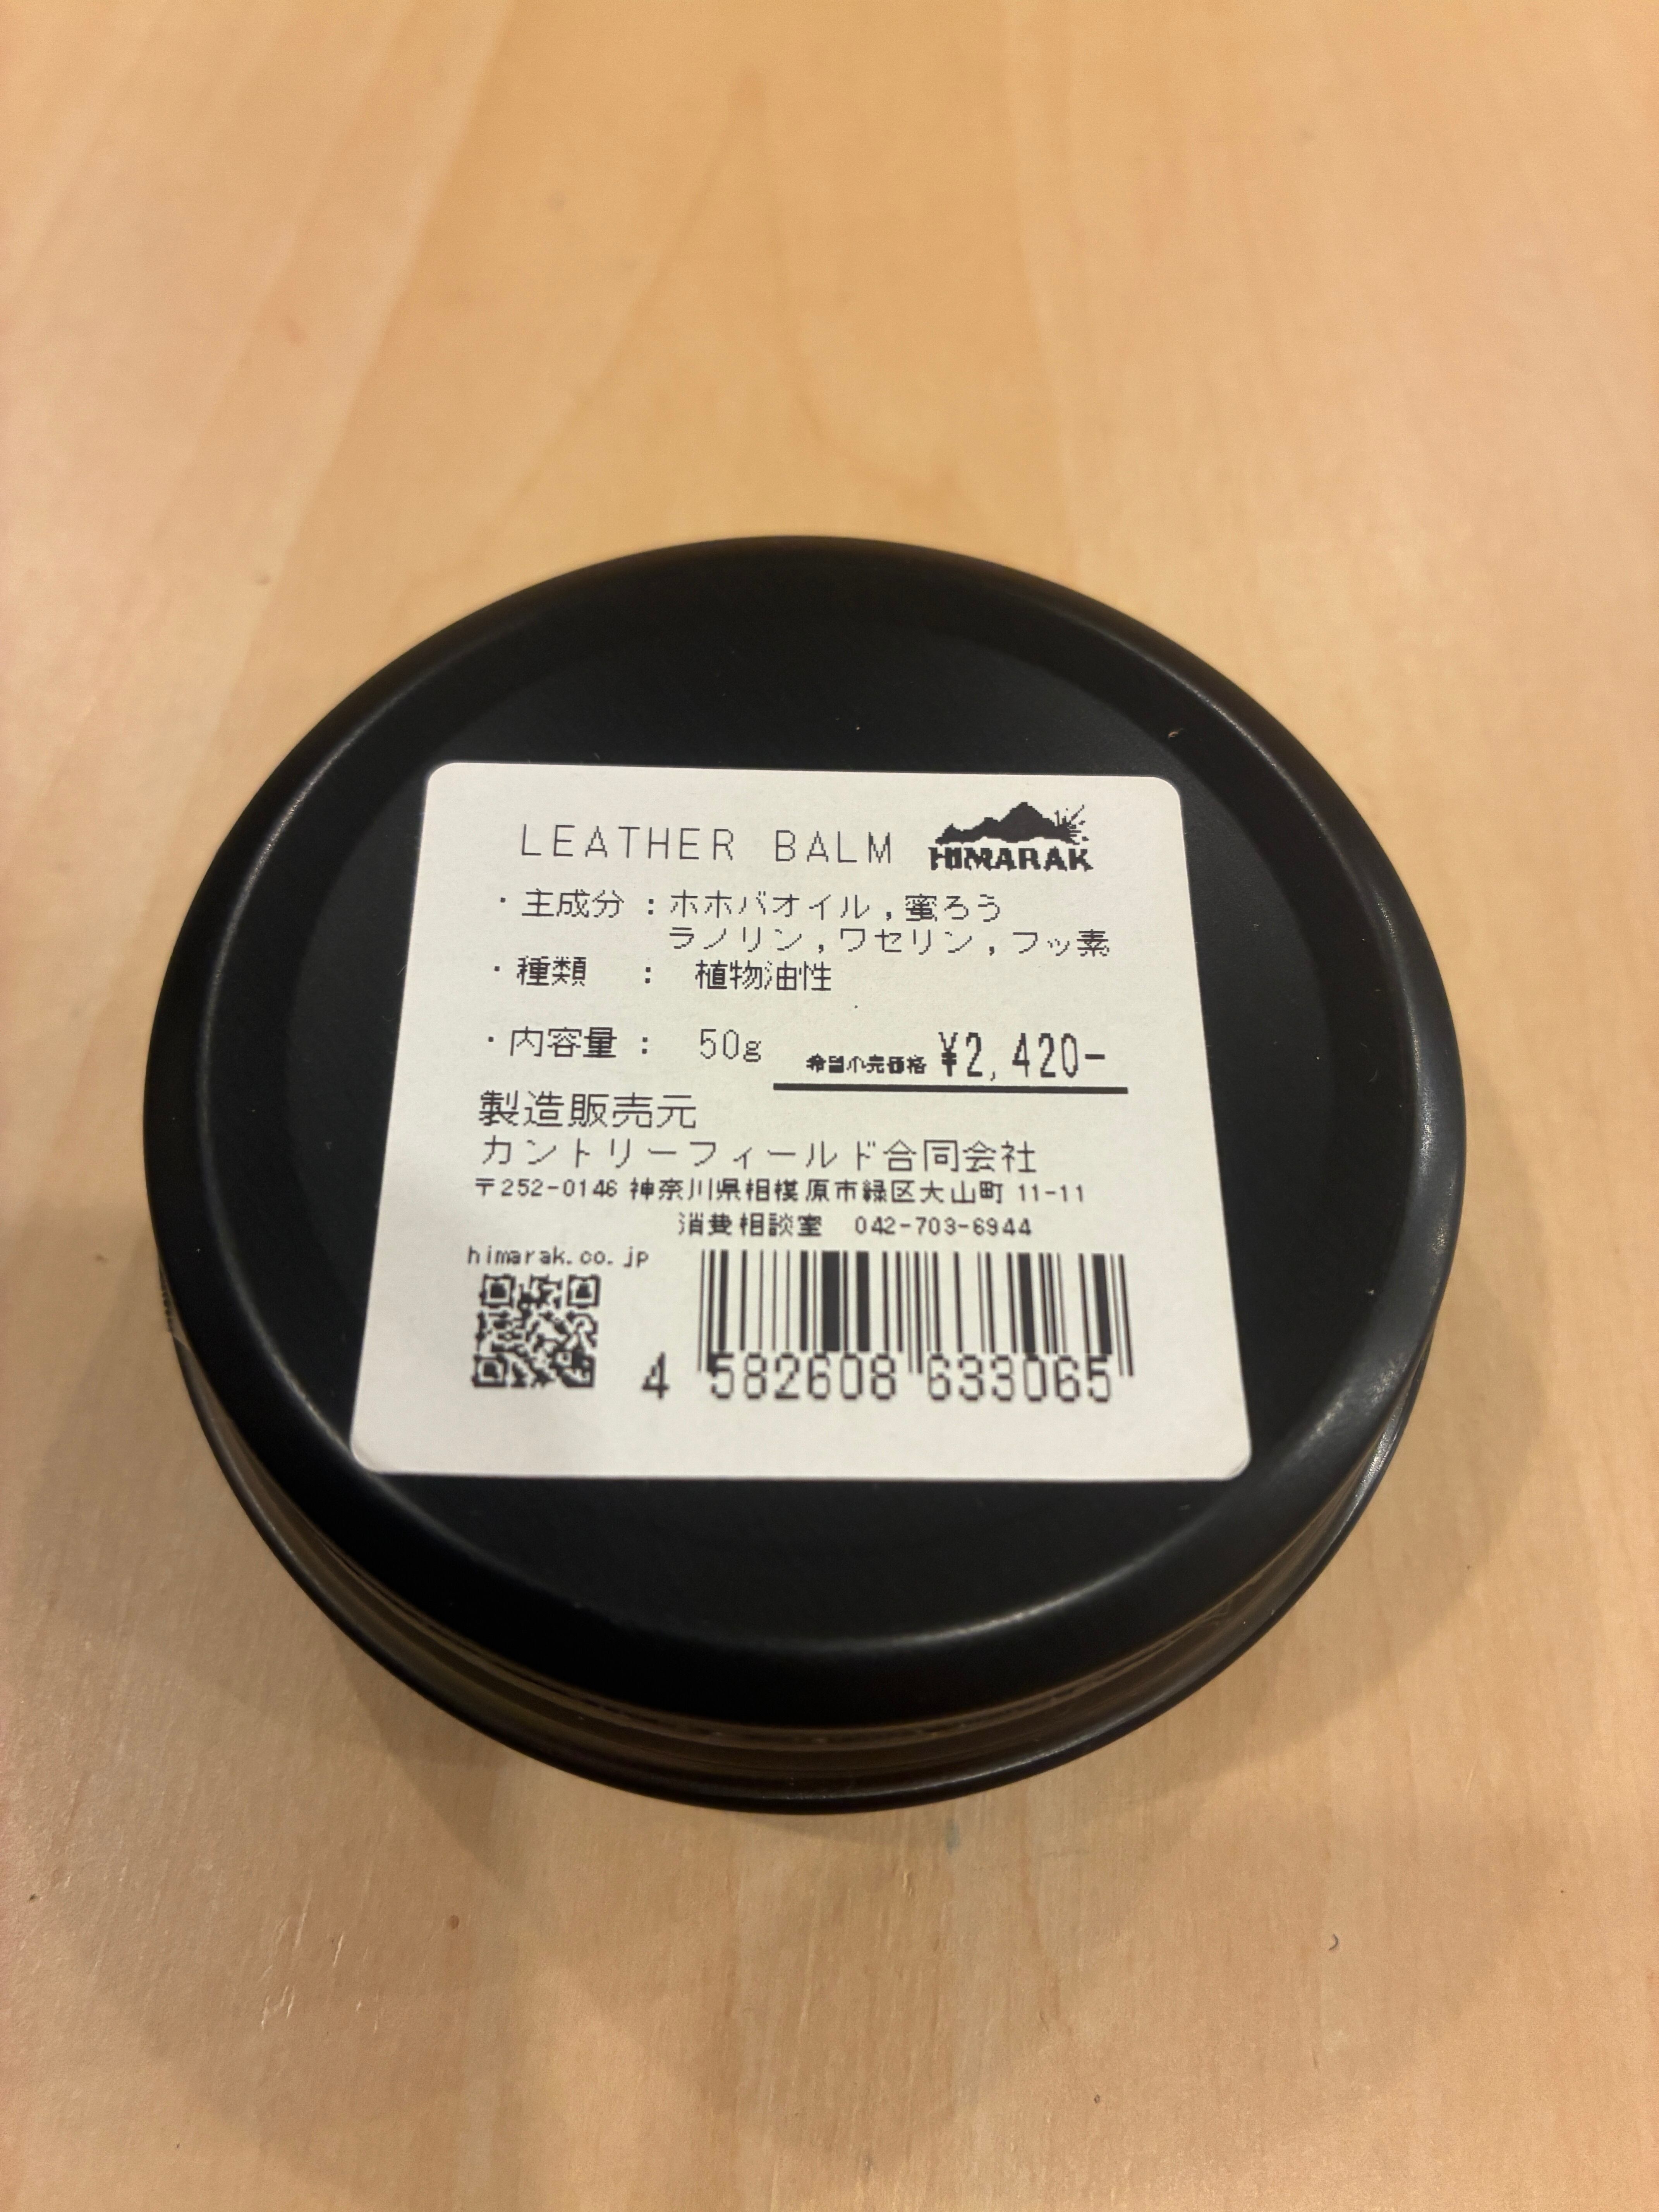 LEATHER BALM HIMARAK
・主成分：ホホバオイル，蜜ろう
ラノリン，ワセリン，フッ素
・種類 ： 植物油性
・内容量： 50g 希望小売価格 ¥2,420-
製造販売元
カントリーフィールド合同会社
〒252-0146 神奈川県相模原市緑区大山町 11-11
消費相談室 042-703-6944
himarak.co.jp
4 582608 633065